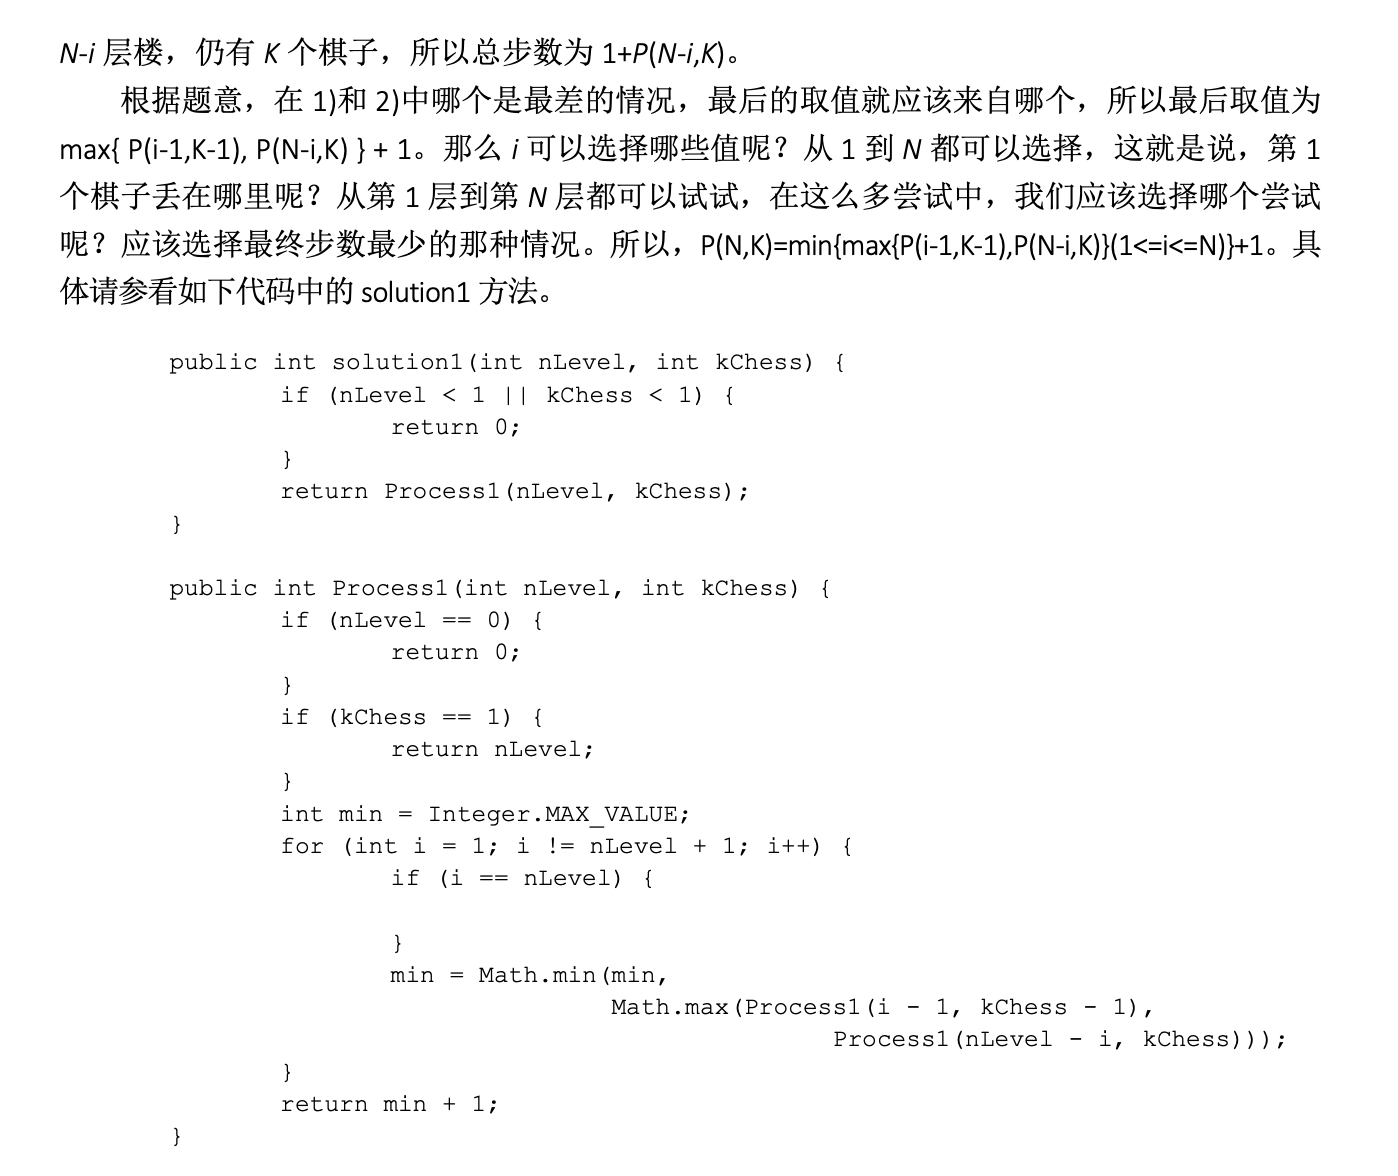 N-i 层楼，仍有 K 个棋子，所以总步数为 1+P(N-i,K)。
根据题意，在 1)和 2)中哪个是最差的情况，最后的取值就应该来自哪个，所以最后取值为
max{ P(i-1,K-1), P(N-i,K) } + 1。那么 i 可以选择哪些值呢？从 1 到 N 都可以选择，这就是说，第 1
个棋子丢在哪里呢？从第 1 层到第 N 层都可以试试，在这么多尝试中，我们应该选择哪个尝试
呢？应该选择最终步数最少的那种情况。所以，P(N,K)=min{max{P(i-1,K-1),P(N-i,K)}(1<=i<=N)}+1。具
体请参看如下代码中的 solution1 方法。
public int solution1(int nLevel, int kChess) {
if (nLevel < 1 || kChess < 1) {
return 0;
}
return Process1(nLevel, kChess);
}
public int Process1(int nLevel, int kChess) {
if (nLevel == 0) {
return 0;
}
if (kChess == 1) {
return nLevel;
}
int min = Integer.MAX_VALUE;
for (int i = 1; i != nLevel + 1; i++) {
if (i == nLevel) {
}
min = Math.min(min,
Math.max(Process1(i - 1, kChess - 1),
Process1(nLevel - i, kChess)));
}
return min + 1;
}